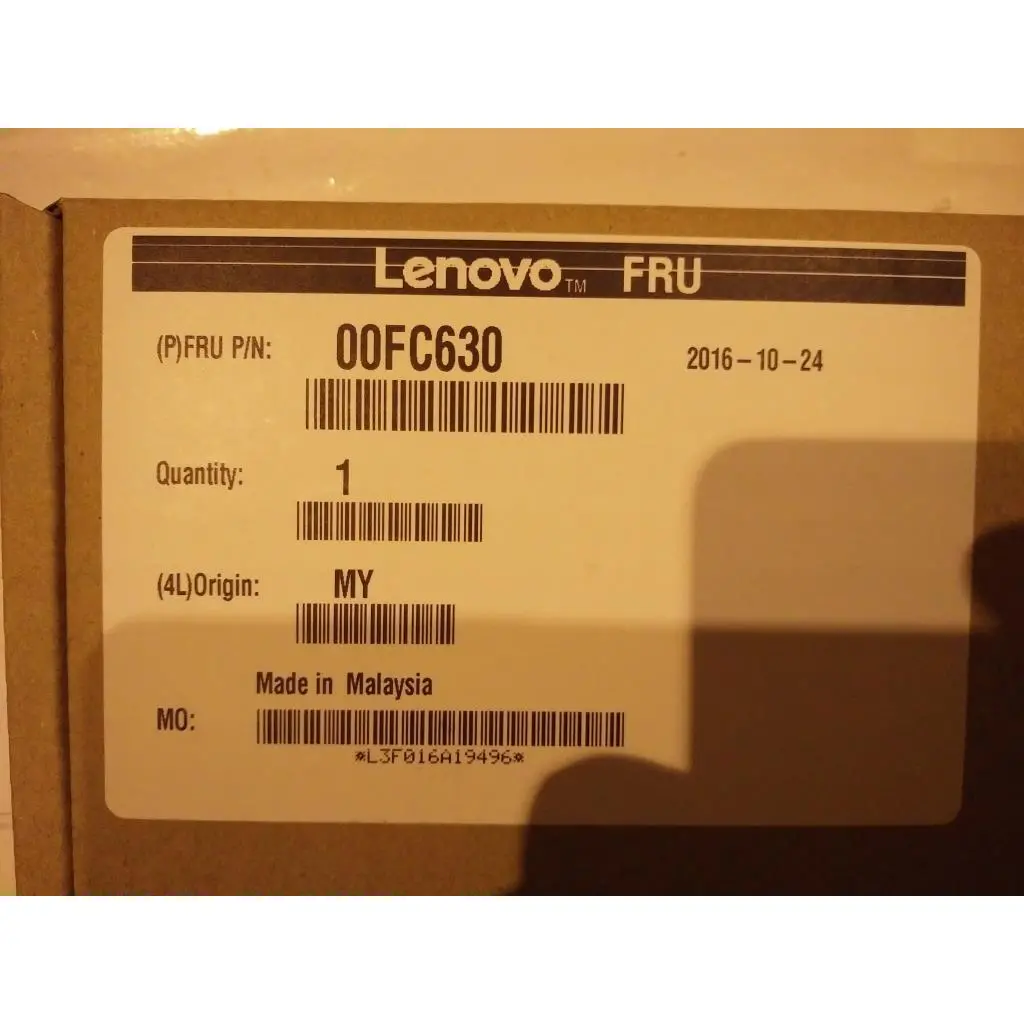 Lenovo™ FRU
(P)FRU P/N: 00FC630 2016-10-24
Quantity: 1
(4L)Origin: MY
Made in Malaysia
MO:
*L3F016A19496*